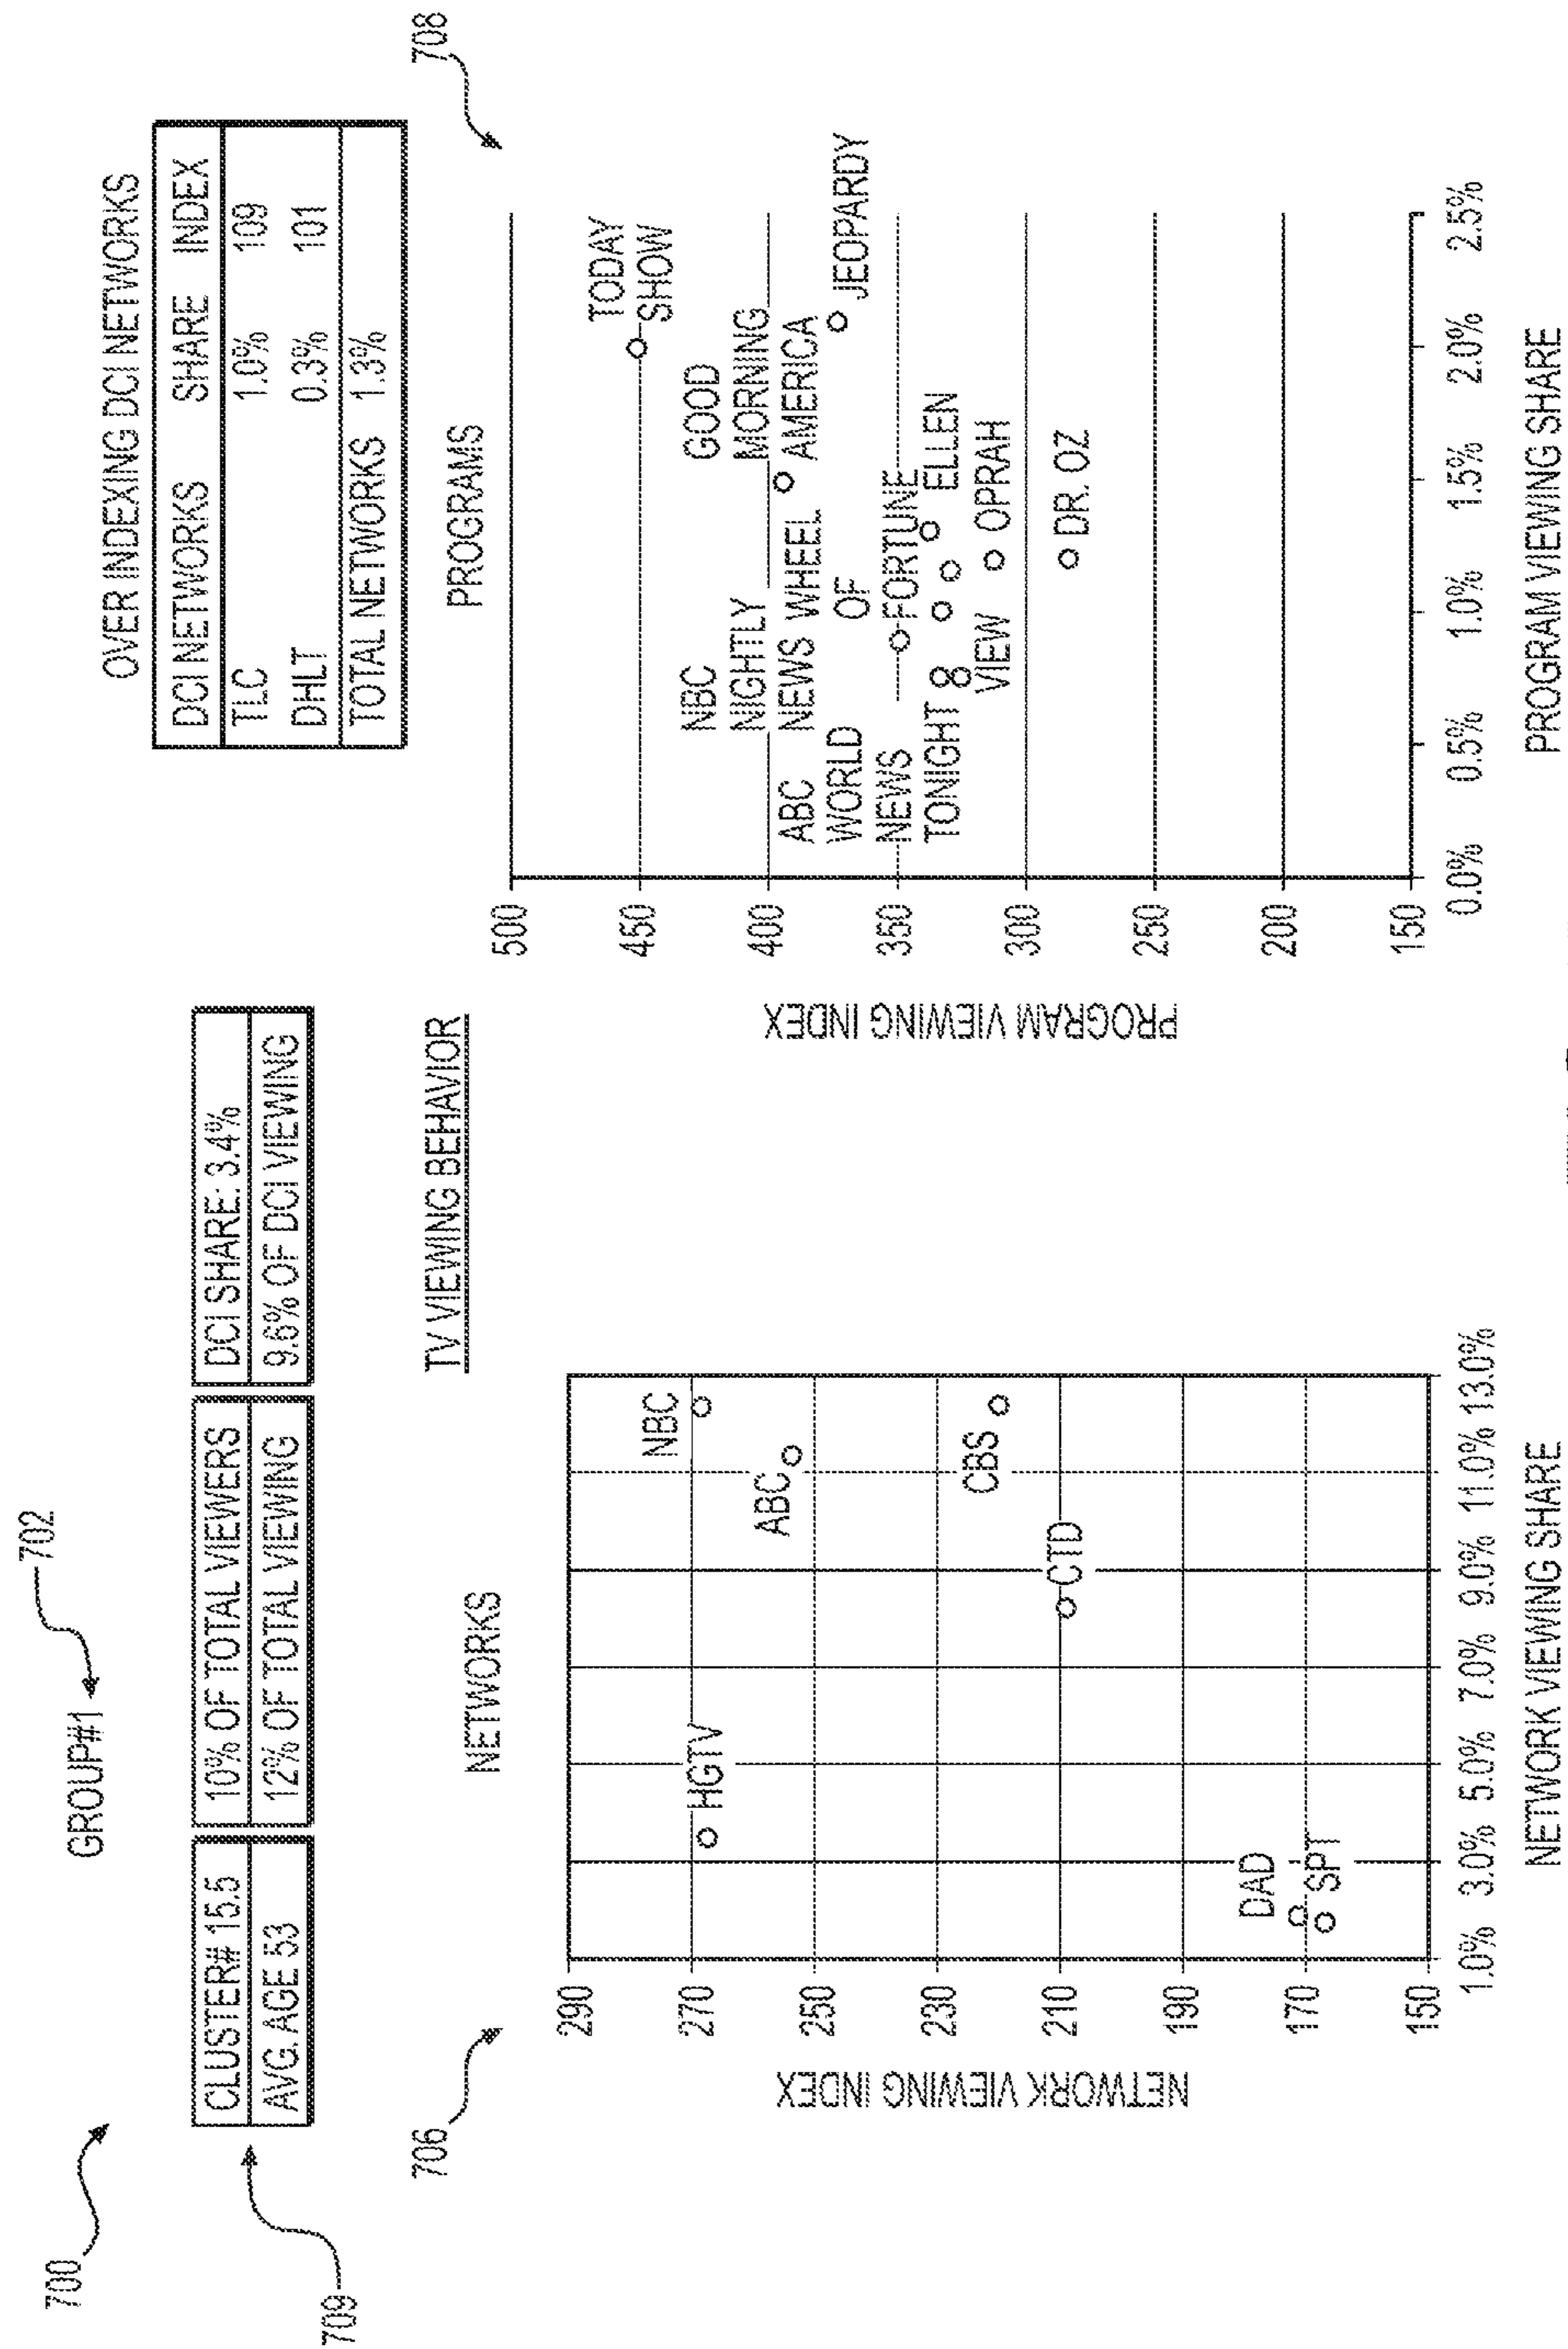 700
GROUP#1
702
709
CLUSTER# 15.5
AVG. AGE 53
10% OF TOTAL VIEWERS
12% OF TOTAL VIEWING
DCI SHARE: 3.4%
9.6% OF DCI VIEWING
OVER INDEXING DCI NETWORKS
DCI NETWORKS SHARE INDEX
TLC 1.0% 109
DHLT 0.3% 101
TOTAL NETWORKS 1.3%
TV VIEWING BEHAVIOR
706
NETWORKS
NETWORK VIEWING INDEX
290
270
250
230
210
190
170
150
HGTV
NBC
ABC
CBS
CTD
DAD
SPT
1.0% 3.0% 5.0% 7.0% 9.0% 11.0% 13.0%
NETWORK VIEWING SHARE
708
PROGRAMS
PROGRAM VIEWING INDEX
500
450
400
350
300
250
200
150
TODAY
SHOW
GOOD
MORNING
AMERICA
JEOPARDY
NBC
NIGHTLY
NEWS
WHEEL
OF
FORTUNE
ABC
WORLD
NEWS
TONIGHT
ELLEN
VIEW
OPRAH
DR. OZ
0.0% 0.5% 1.0% 1.5% 2.0% 2.5%
PROGRAM VIEWING SHARE